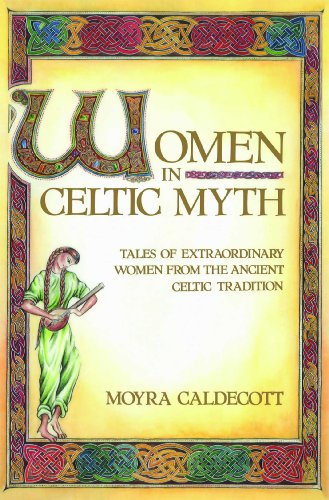 WOMEN
IN
CELTIC MYTH
TALES OF EXTRAORDINARY
WOMEN FROM THE ANCIENT
CELTIC TRADITION
MOYRA CALDECOTT